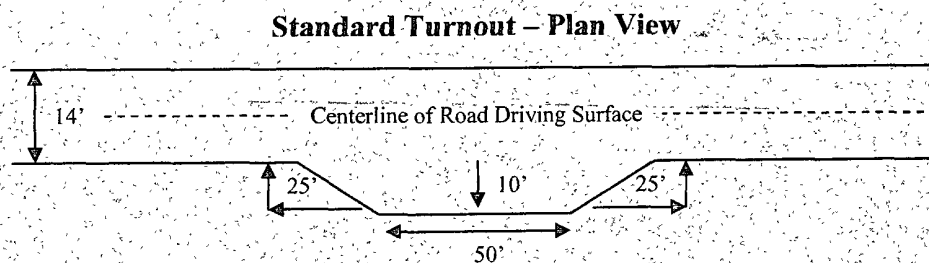 Standard Turnout – Plan View
14' Centerline of Road Driving Surface
25' 10' 25'
50'